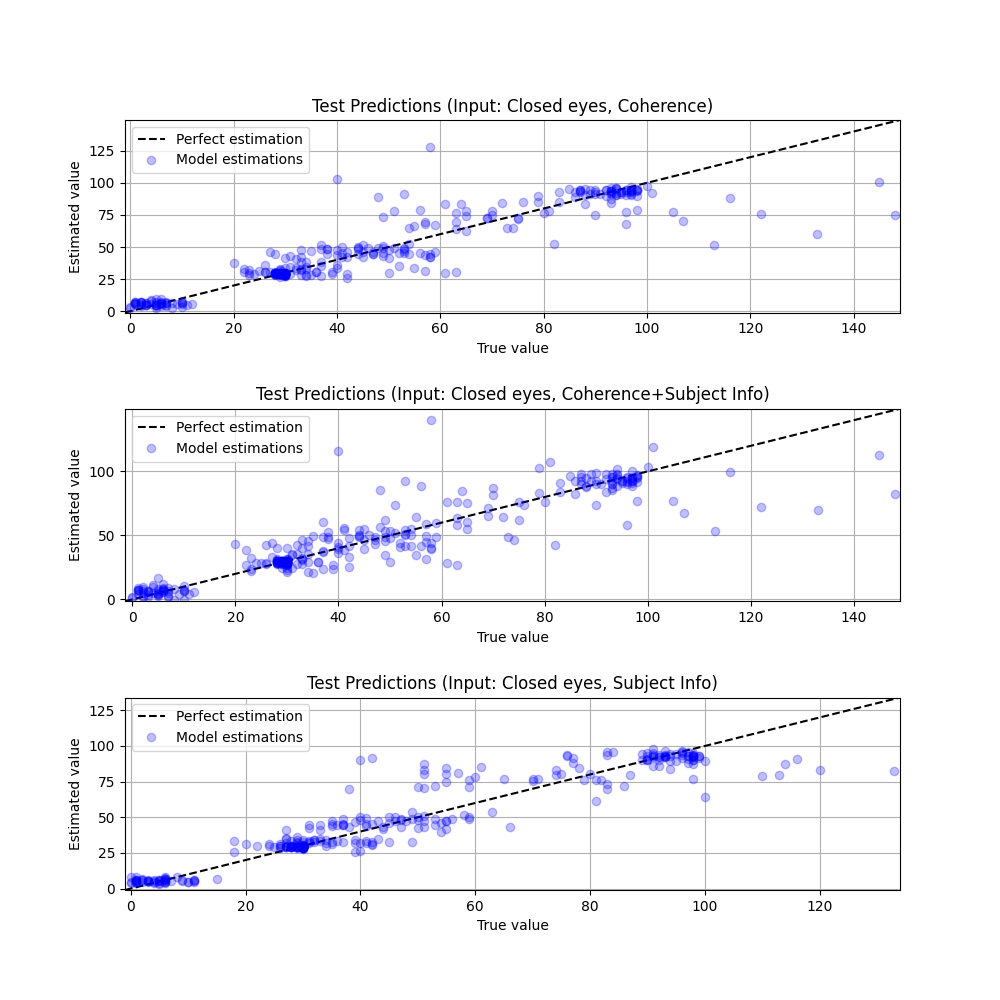 Test Predictions (Input: Closed eyes, Coherence)
Perfect estimation
Model estimations
Estimated value
125
100
75
50
25
0
0 20 40 60 80 100 120 140
True value
Test Predictions (Input: Closed eyes, Coherence+Subject Info)
Perfect estimation
Model estimations
Estimated value
100
50
0
0 20 40 60 80 100 120 140
True value
Test Predictions (Input: Closed eyes, Subject Info)
Perfect estimation
Model estimations
Estimated value
125
100
75
50
25
0
0 20 40 60 80 100 120
True value